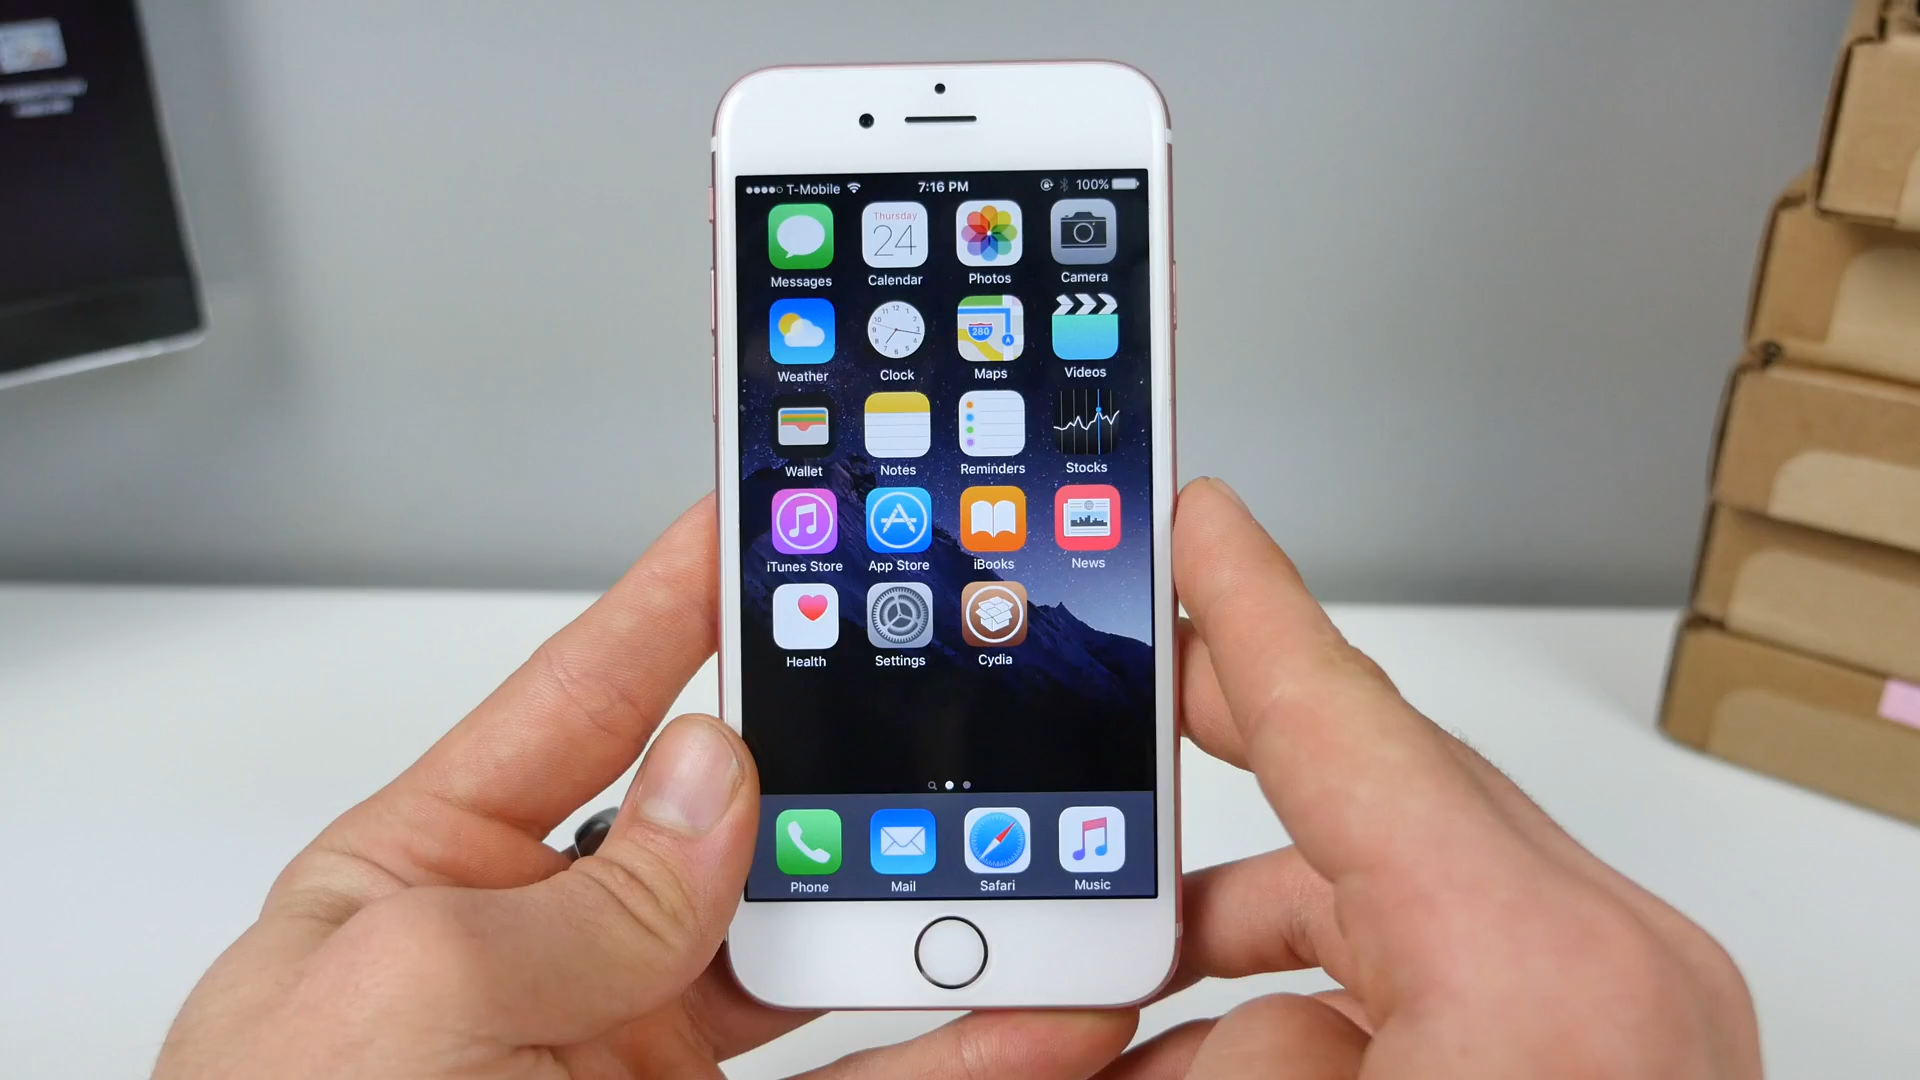 T-Mobile 7:16 PM 100%
Thursday
24
Messages Calendar Photos Camera
280
Weather Clock Maps Videos
Wallet Notes Reminders Stocks
iTunes Store App Store iBooks News
Health Settings Cydia
Phone Mail Safari Music